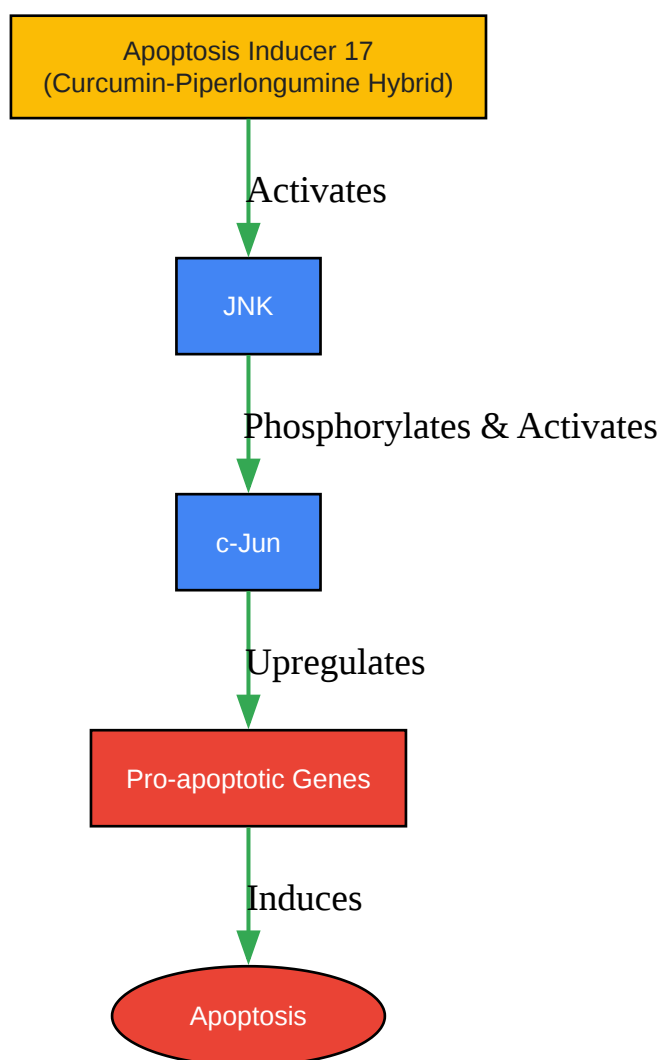 Apoptosis Inducer 17
(Curcumin-Piperlongumine Hybrid)
Activates
JNK
Phosphorylates & Activates
c-Jun
Upregulates
Pro-apoptotic Genes
Induces
Apoptosis